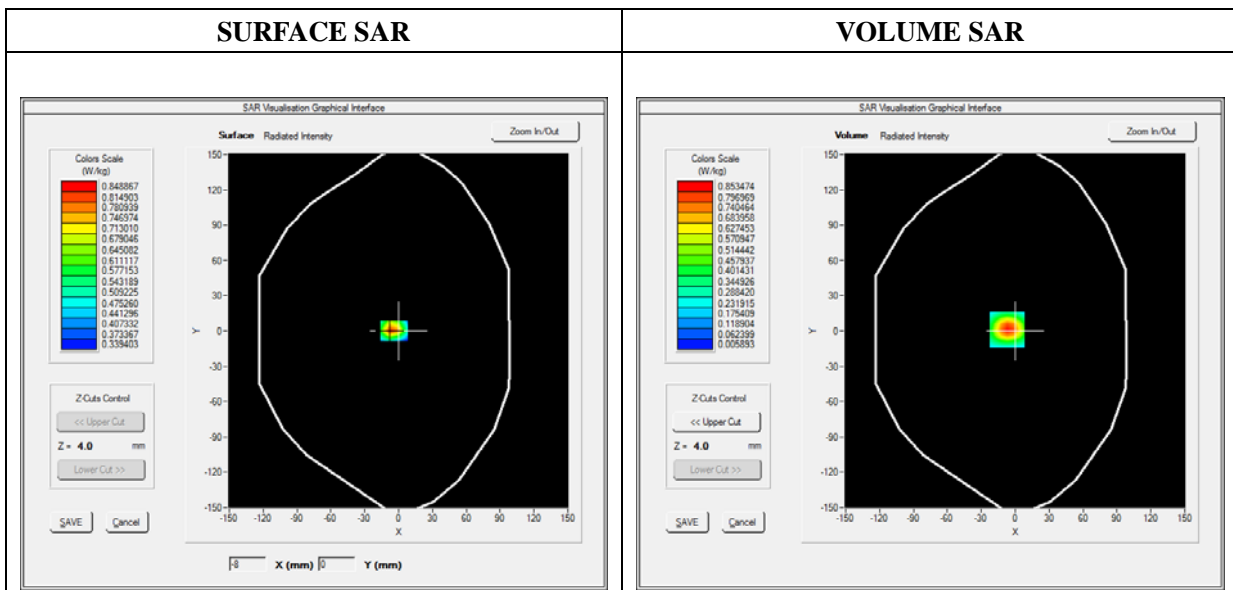 SURFACE SAR
VOLUME SAR
SAR Visualisation Graphical Interface
Surface Radiated Intensity
Zoom In/Out
Colors Scale
(W/kg)
0.848867
0.814903
0.780939
0.746974
0.713010
0.679046
0.645082
0.611117
0.577153
0.543189
0.509225
0.475260
0.441296
0.407332
0.373367
0.339403
Z-Cuts Control
<< Upper Cut
Z = 4.0 mm
Lower Cut >>
SAVE Cancel
150
120
90
60
30
0
-30
-60
-90
-120
-150
Y
-150 -120 -90 -60 -30 0 30 60 90 120 150
X
-8 X (mm) 0 Y (mm)
SAR Visualisation Graphical Interface
Volume Radiated Intensity
Zoom In/Out
Colors Scale
(W/kg)
0.853474
0.796969
0.740464
0.683958
0.627453
0.570947
0.514442
0.457937
0.401431
0.344926
0.288420
0.231915
0.175409
0.118904
0.062399
0.005893
Z-Cuts Control
<< Upper Cut
Z = 4.0 mm
Lower Cut >>
SAVE Cancel
150
120
90
60
30
0
-30
-60
-90
-120
-150
Y
-150 -120 -90 -60 -30 0 30 60 90 120 150
X